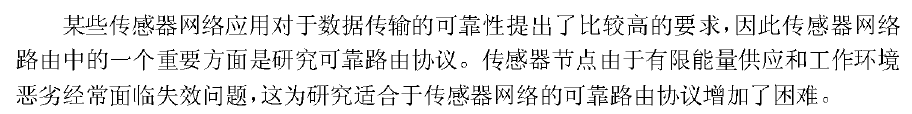 某些传感器网络应用对于数据传输的可靠性提出了比较高的要求,因此传感器网络
路由中的一个重要方面是研究可靠路由协议。传感器节点由于有限能量供应和工作环境
恶劣经常面临失效问题,这为研究适合于传感器网络的可靠路由协议增加了困难。